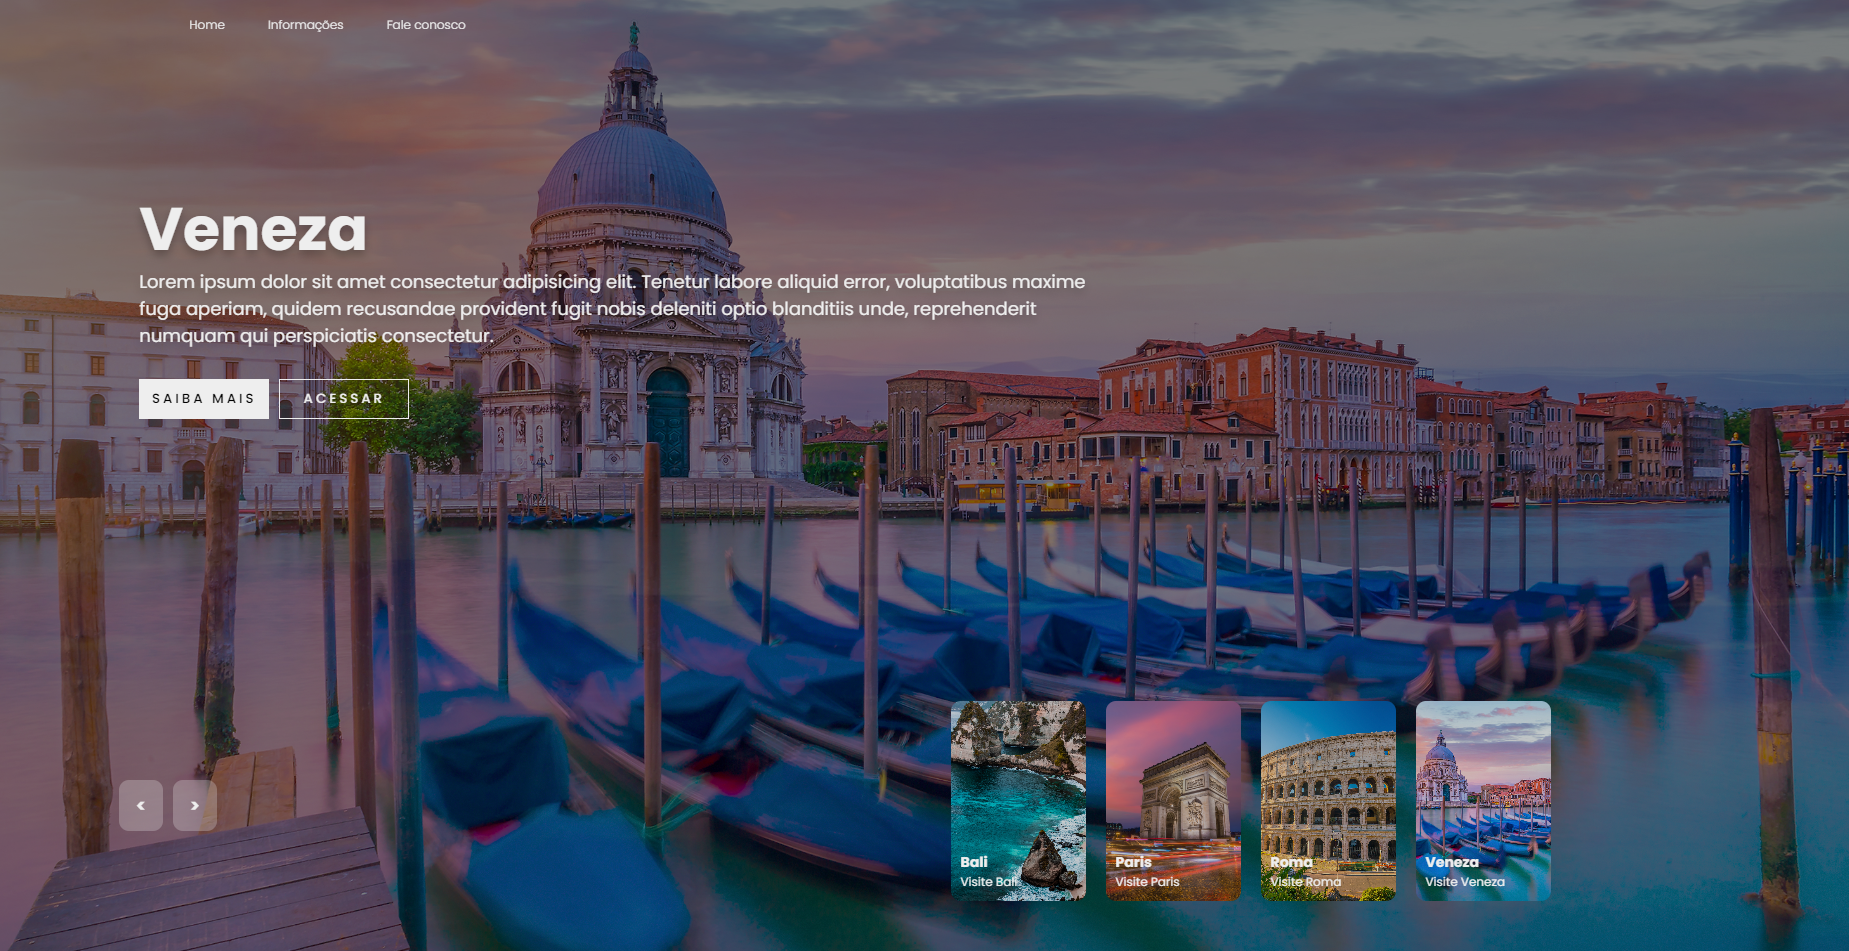 Home Informações Fale conosco
Veneza
Lorem ipsum dolor sit amet consectetur adipisicing elit. Tenetur labore aliquid error, voluptatibus maxime
fuga aperiam, quidem recusandae provident fugit nobis deleniti optio blanditiis unde, reprehenderit
numquam qui perspiciatis consectetur.
SAIBA MAIS ACESSAR
< >
Bali
Visite Bali
Paris
Visite Paris
Roma
Visite Roma
Veneza
Visite Veneza